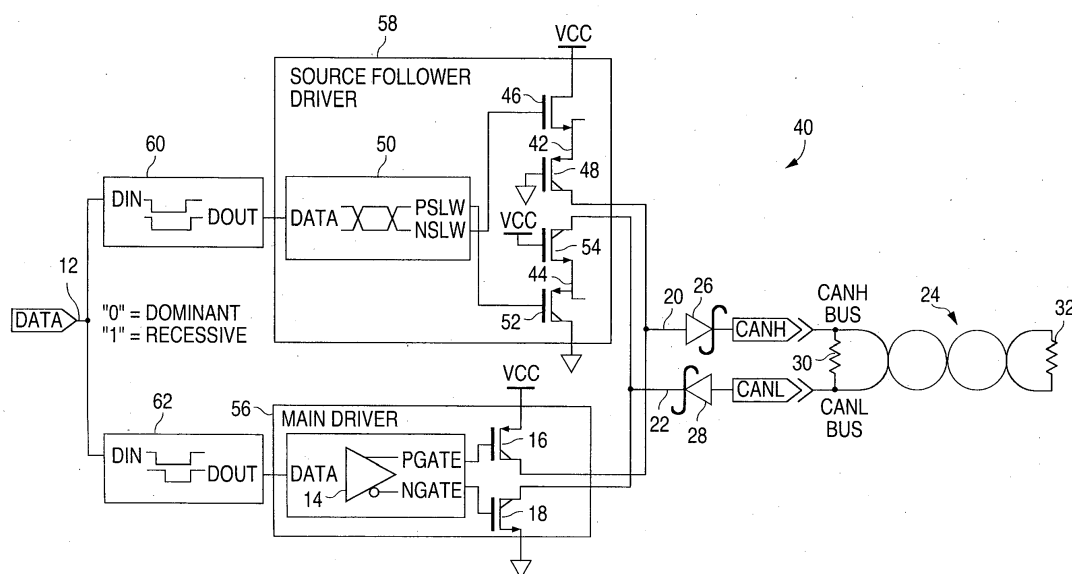 58
VCC
SOURCE FOLLOWER
DRIVER
46
40
60
50
42
48
DIN
DOUT
DATA
PSLW
NSLW
VCC
54
44
12
DATA
"0" = DOMINANT
"1" = RECESSIVE
52
20
26
CANH
CANH
BUS
24
32
30
VCC
CANL
CANL
BUS
22
28
62
56
MAIN DRIVER
DIN
DOUT
DATA
PGATE
NGATE
14
16
18